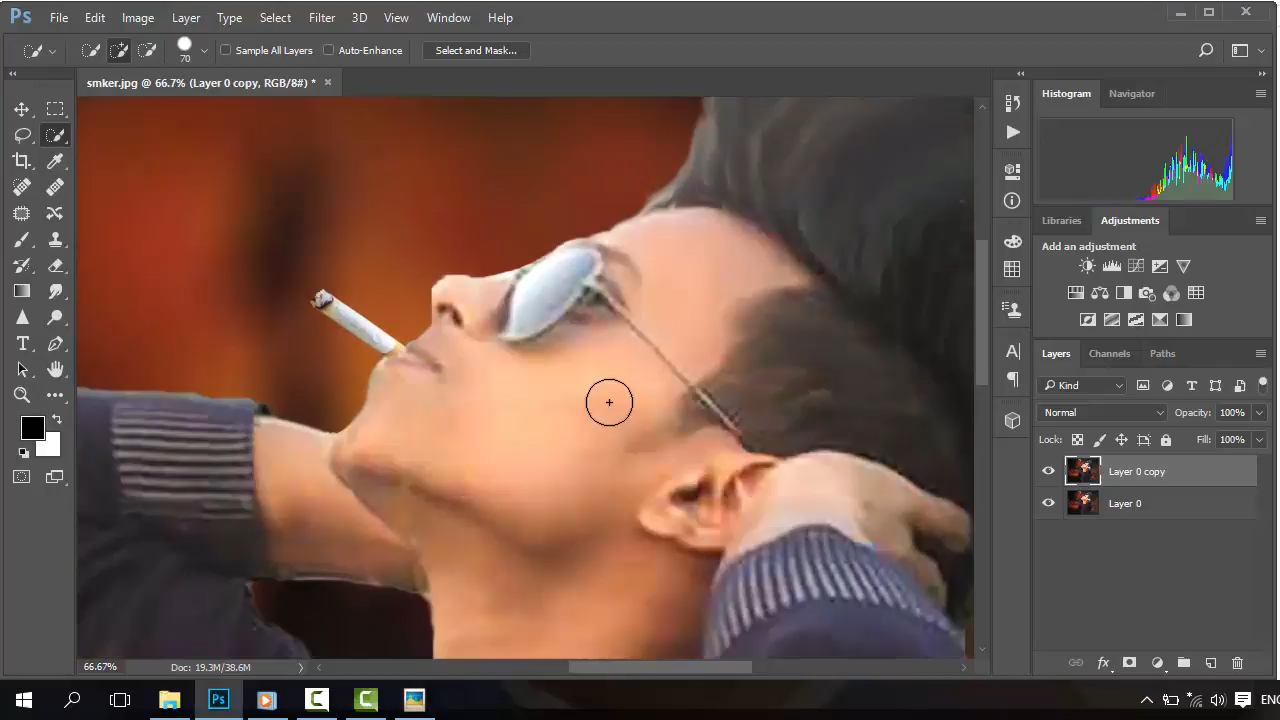 Ps File Edit Image Layer Type Select Filter 3D View Window Help
70 Sample All Layers Auto-Enhance Select and Mask...
smker.jpg @ 66.7% (Layer 0 copy, RGB/8#) * ×
Histogram Navigator
Libraries Adjustments
Add an adjustment
Layers Channels Paths
Kind
Normal Opacity: 100%
Lock: Fill: 100%
Layer 0 copy
Layer 0
66.67% Doc: 19.3M/38.6M
ENG